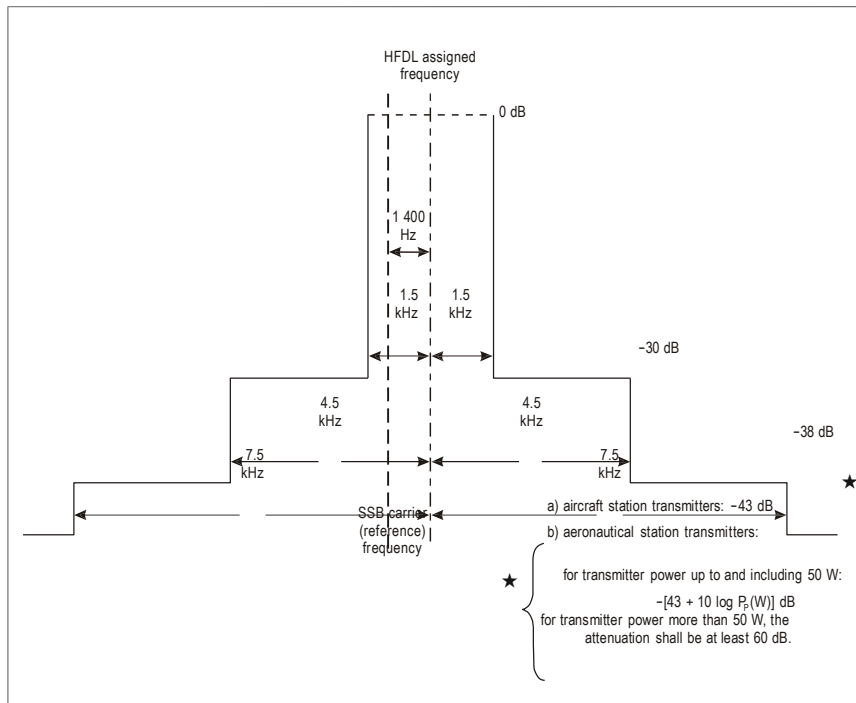 HFDL assigned
frequency
0 dB
1 400
Hz
1.5
kHz
1.5
kHz
−30 dB
4.5
kHz
4.5
kHz
−38 dB
7.5
kHz
7.5
kHz
★
SSB carrier
(reference)
frequency
a) aircraft station transmitters: −43 dB
b) aeronautical station transmitters:
★
for transmitter power up to and including 50 W:
−[43 + 10 log Pₚ(W)] dB
for transmitter power more than 50 W, the
attenuation shall be at least 60 dB.